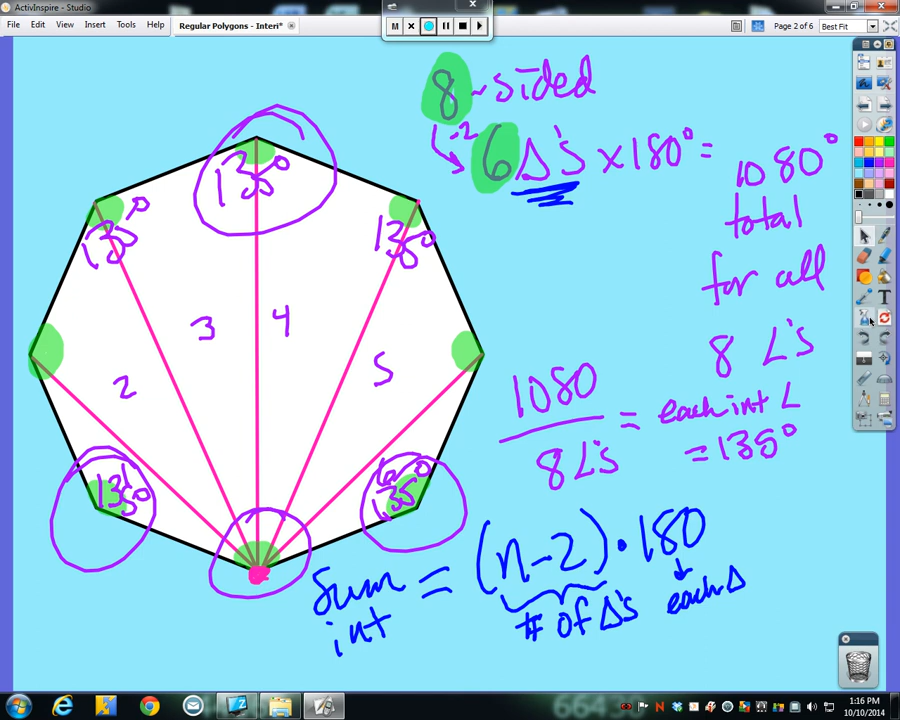 ActivInspire - Studio
File Edit View Insert Tools Help
Regular Polygons - Interi*
Page 2 of 6
Best Fit
8-sided
-2
6 Δ's × 180° =
1080°
total
for all
8 ∠'s
135°
135°
135°
3
4
2
5
1080
8∠'s
= each int ∠
= 135°
135°
135°
sum = (n-2)·180
int
# of Δ's
each Δ
1:16 PM
10/10/2014